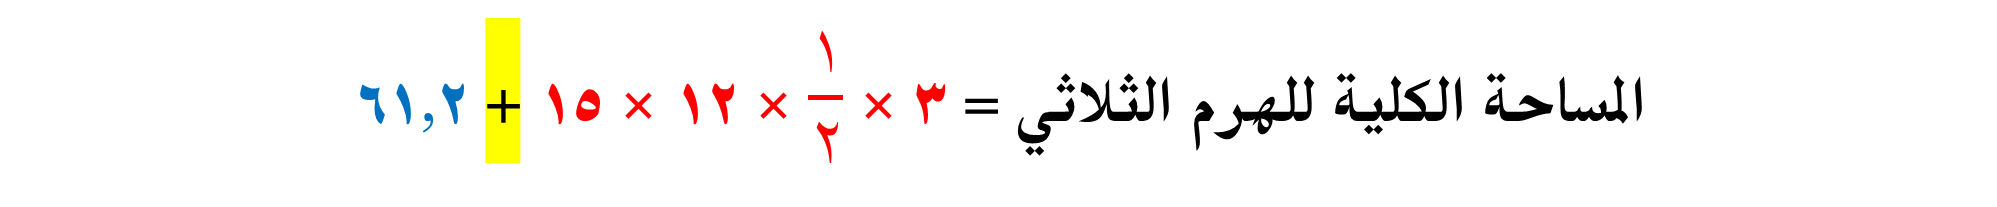 المساحة الكلية للهرم الثلاثي = ٣ × ١/٢ × ١٢ × ١٥ + ٦١,٢